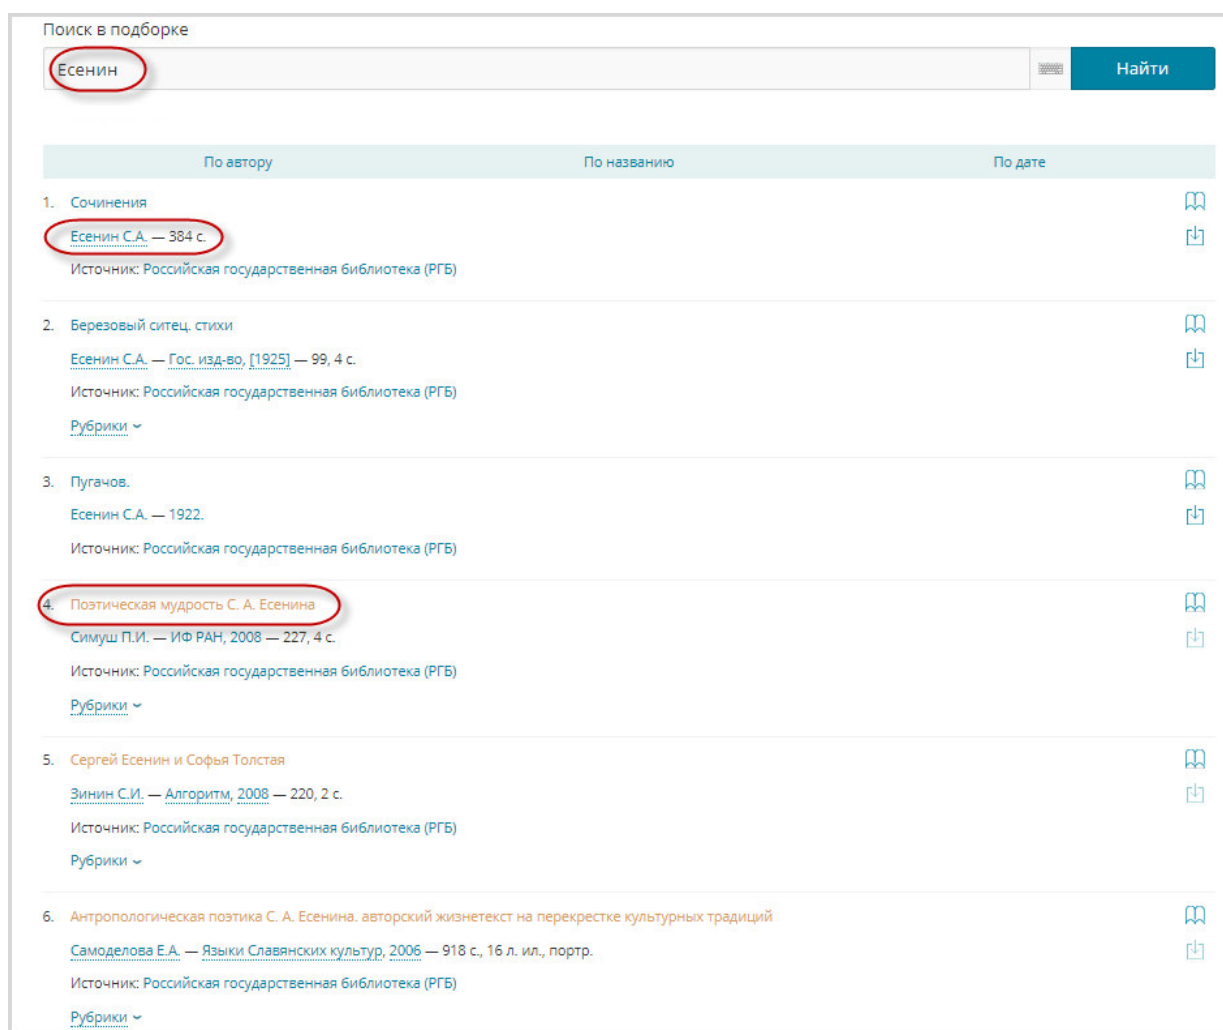 Поиск в подборке
Есенин
Найти
По автору По названию По дате
1. Сочинения
Есенин С.А. — 384 с.
Источник: Российская государственная библиотека (РГБ)
2. Березовый ситец. стихи
Есенин С.А. — Гос. изд-во, [1925] — 99, 4 с.
Источник: Российская государственная библиотека (РГБ)
Рубрики
3. Пугачов.
Есенин С.А. — 1922.
Источник: Российская государственная библиотека (РГБ)
4. Поэтическая мудрость С. А. Есенина
Симуш П.И. — ИФ РАН, 2008 — 227, 4 с.
Источник: Российская государственная библиотека (РГБ)
Рубрики
5. Сергей Есенин и Софья Толстая
Зинин С.И. — Алгоритм, 2008 — 220, 2 с.
Источник: Российская государственная библиотека (РГБ)
Рубрики
6. Антропологическая поэтика С. А. Есенина. авторский жизнетекст на перекрестке культурных традиций
Самоделова Е.А. — Языки Славянских культур, 2006 — 918 с., 16 л. ил., портр.
Источник: Российская государственная библиотека (РГБ)
Рубрики